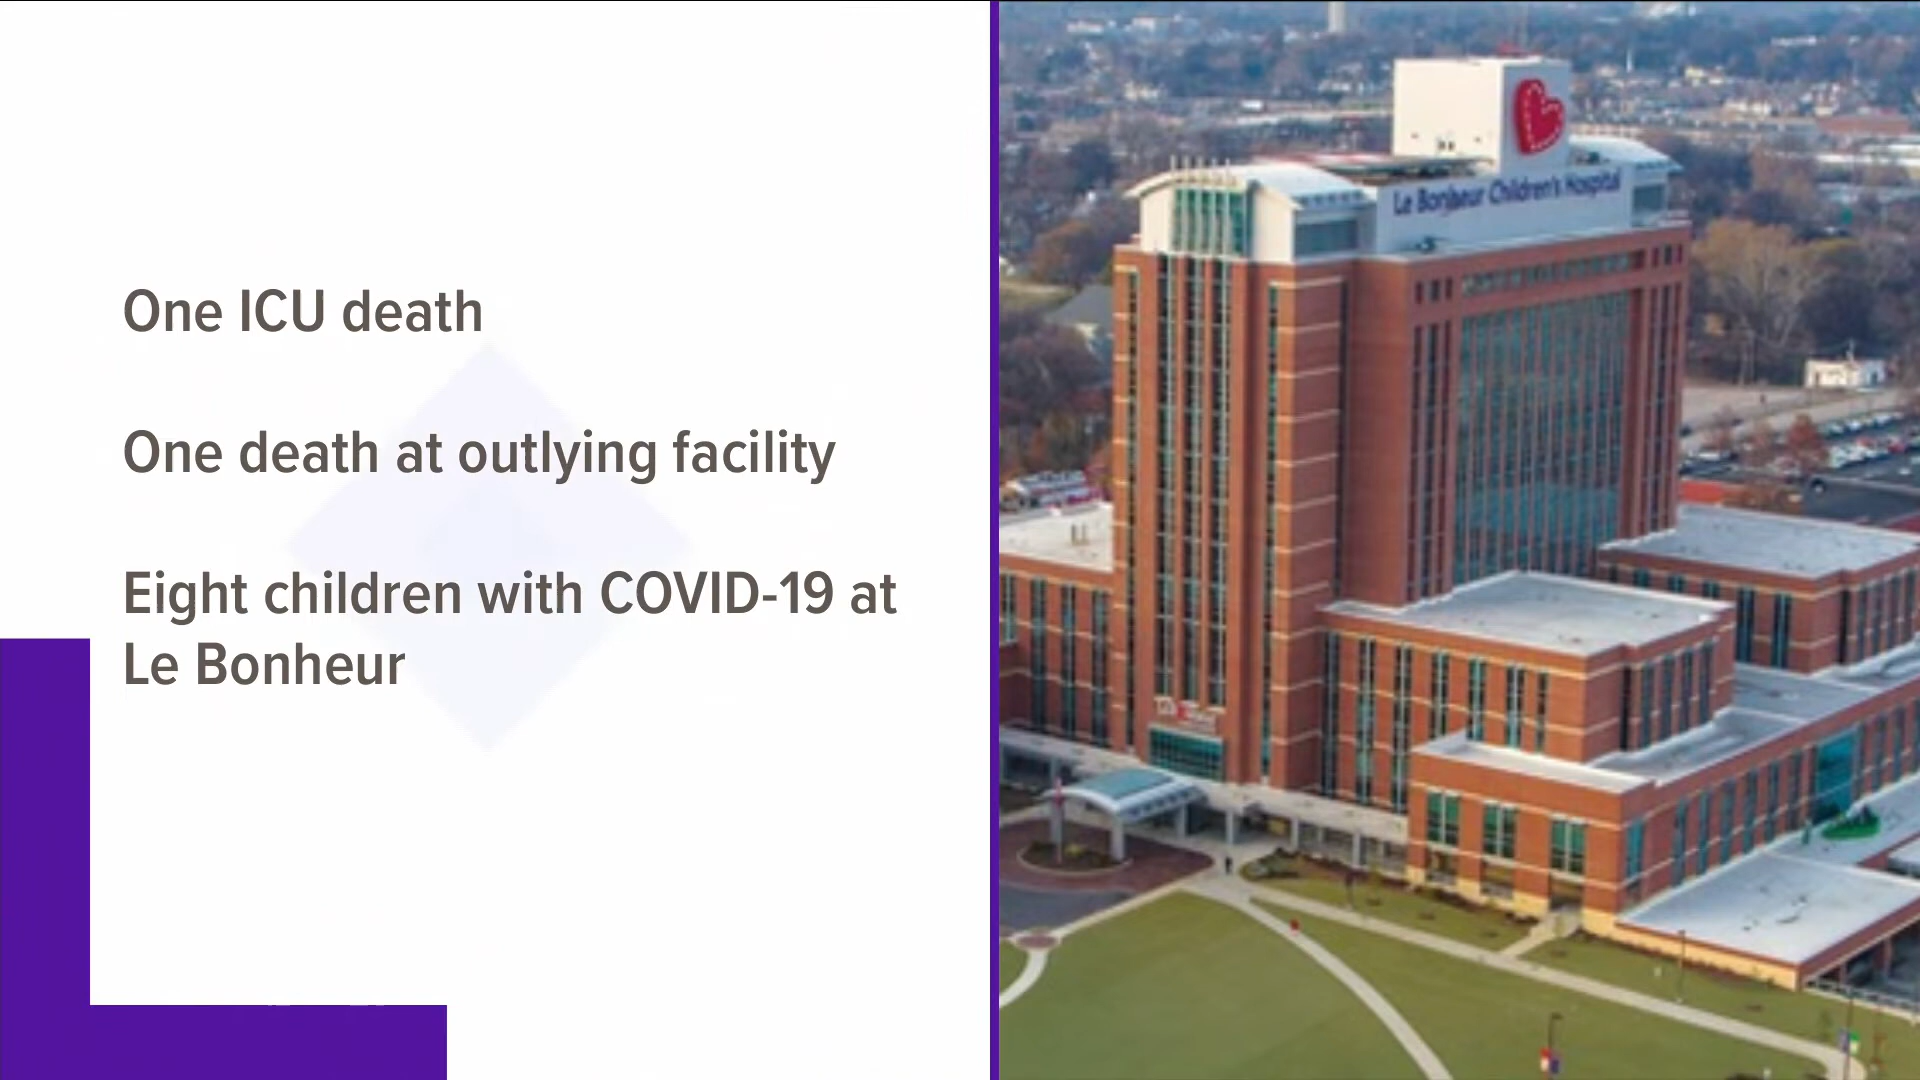 One ICU death
One death at outlying facility
Eight children with COVID-19 at
Le Bonheur
Le Bonheur Children's Hospital